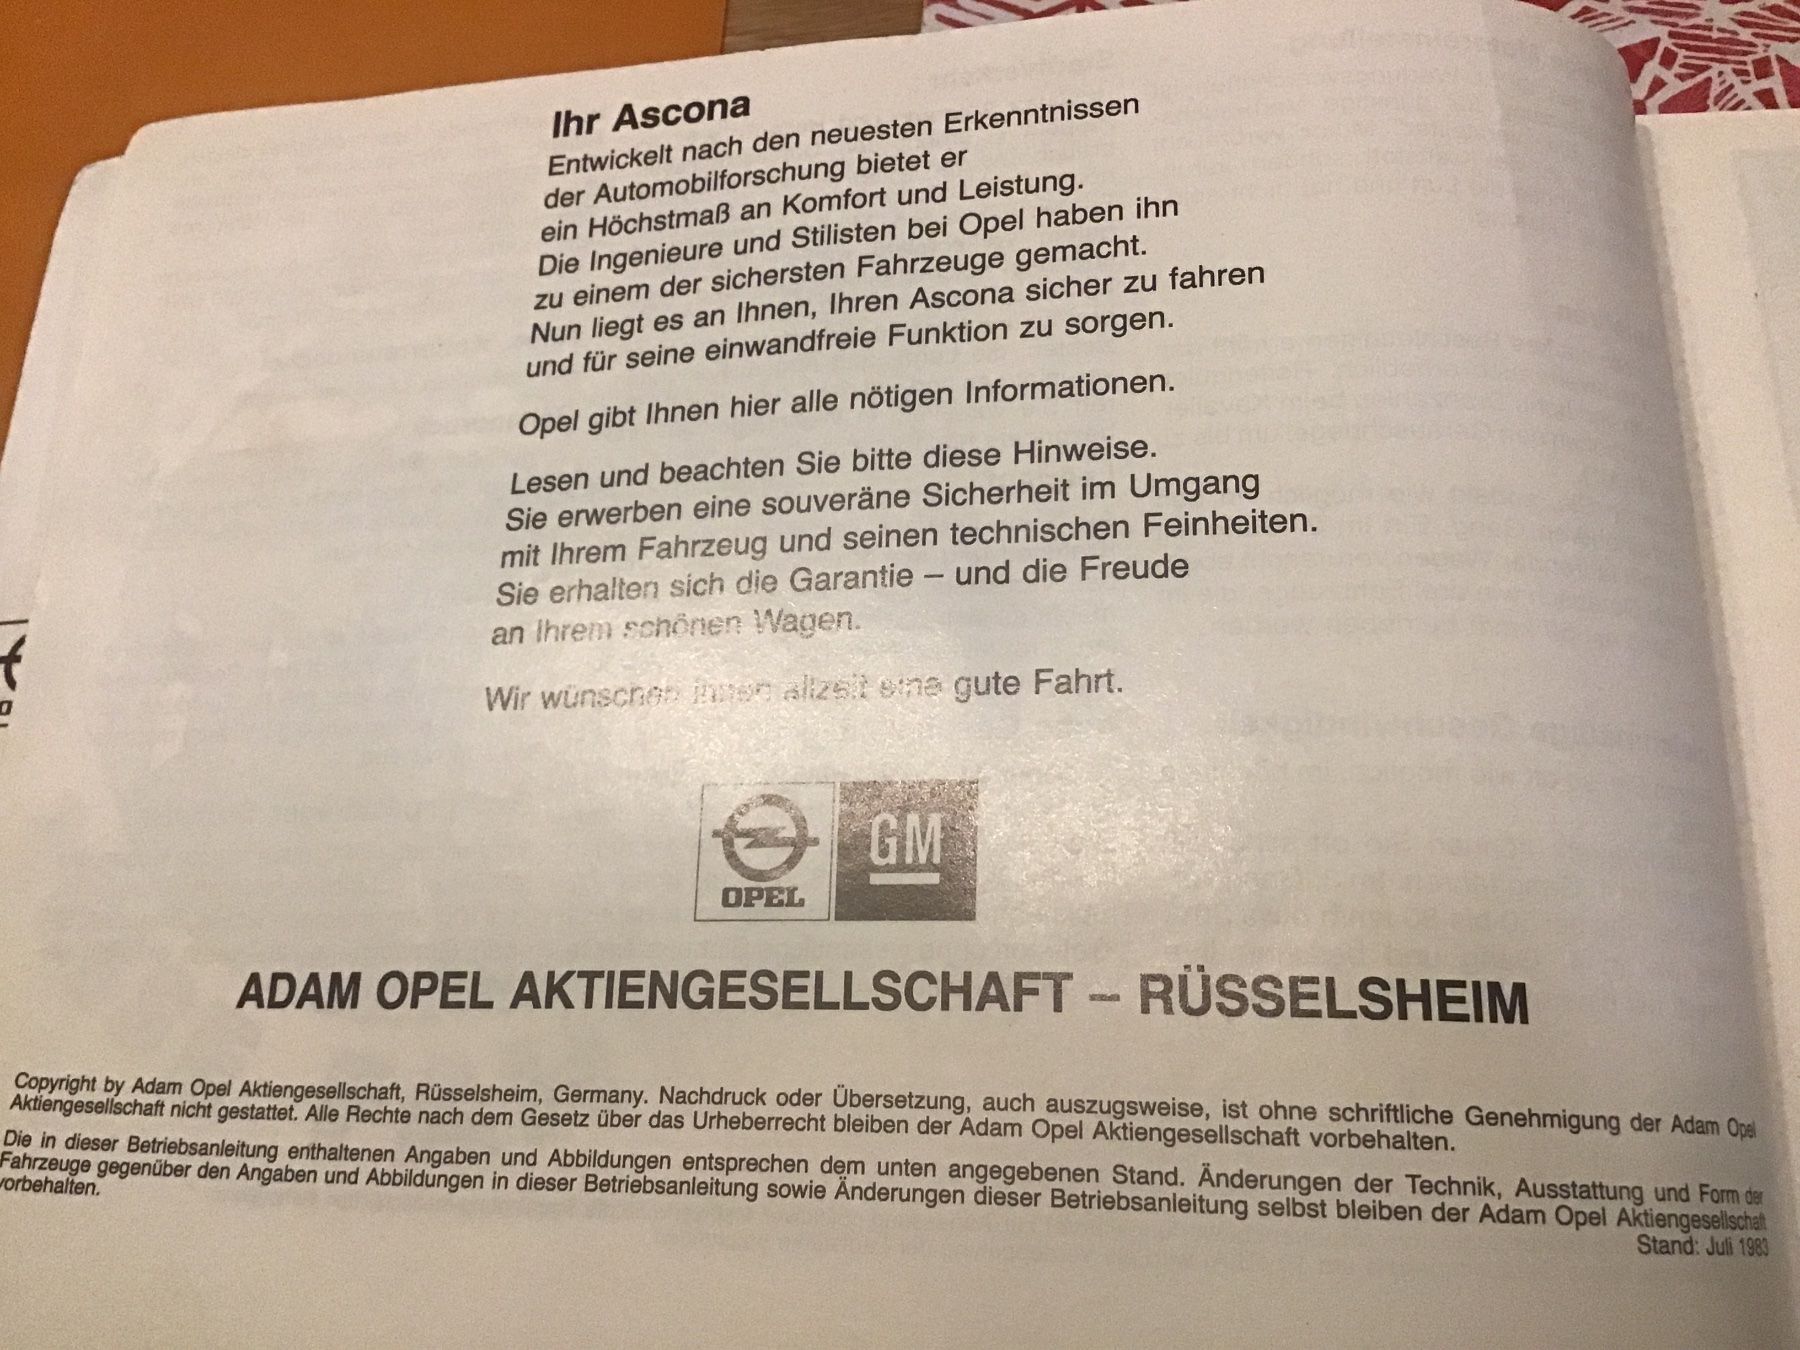 Ihr Ascona
Entwickelt nach den neuesten Erkenntnissen
der Automobilforschung bietet er
ein Höchstmaß an Komfort und Leistung.
Die Ingenieure und Stilisten bei Opel haben ihn
zu einem der sichersten Fahrzeuge gemacht.
Nun liegt es an Ihnen, Ihren Ascona sicher zu fahren
und für seine einwandfreie Funktion zu sorgen.
Opel gibt Ihnen hier alle nötigen Informationen.
Lesen und beachten Sie bitte diese Hinweise.
Sie erwerben eine souveräne Sicherheit im Umgang
mit Ihrem Fahrzeug und seinen technischen Feinheiten.
Sie erhalten sich die Garantie – und die Freude
an Ihrem schönen Wagen.
Wir wünschen Ihnen allzeit eine gute Fahrt.
OPEL GM
ADAM OPEL AKTIENGESELLSCHAFT – RÜSSELSHEIM
Copyright by Adam Opel Aktiengesellschaft, Rüsselsheim, Germany. Nachdruck oder Übersetzung, auch auszugsweise, ist ohne schriftliche Genehmigung der Adam Opel
Aktiengesellschaft nicht gestattet. Alle Rechte nach dem Gesetz über das Urheberrecht bleiben der Adam Opel Aktiengesellschaft vorbehalten.
Die in dieser Betriebsanleitung enthaltenen Angaben und Abbildungen entsprechen dem unten angegebenen Stand. Änderungen der Technik, Ausstattung und Form der
Fahrzeuge gegenüber den Angaben und Abbildungen in dieser Betriebsanleitung sowie Änderungen dieser Betriebsanleitung selbst bleiben der Adam Opel Aktiengesellschaft
vorbehalten.
Stand: Juli 1983